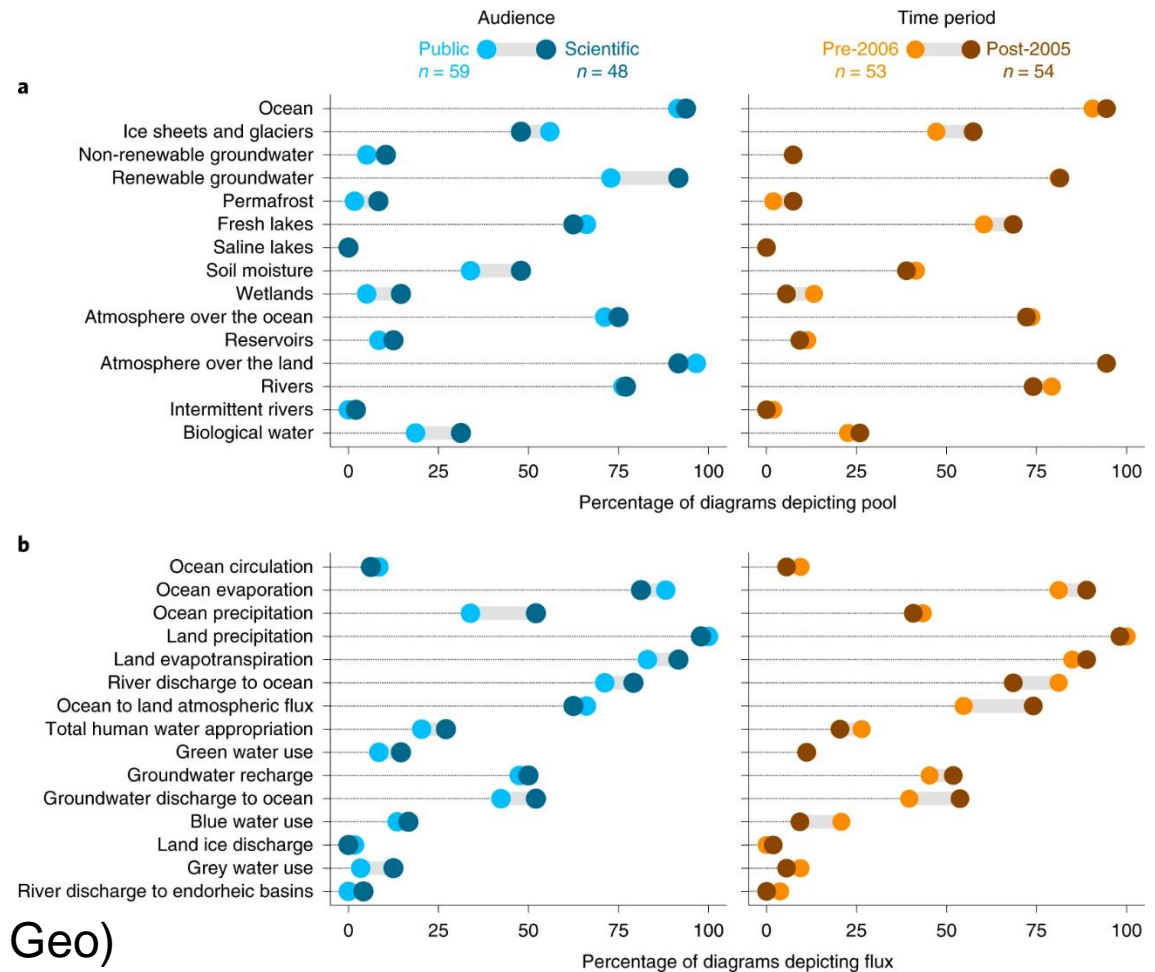 Audience
Time period
Public
Scientific
Pre-2006
Post-2005
n = 59
n = 48
n = 53
n = 54
a
Ocean
Ice sheets and glaciers
Non-renewable groundwater
Renewable groundwater
Permafrost
Fresh lakes
Saline lakes
Soil moisture
Wetlands
Atmosphere over the ocean
Reservoirs
Atmosphere over the land
Rivers
Intermittent rivers
Biological water
0 25 50 75 100
0 25 50 75 100
Percentage of diagrams depicting pool
b
Ocean circulation
Ocean evaporation
Ocean precipitation
Land precipitation
Land evapotranspiration
River discharge to ocean
Ocean to land atmospheric flux
Total human water appropriation
Green water use
Groundwater recharge
Groundwater discharge to ocean
Blue water use
Land ice discharge
Grey water use
River discharge to endorheic basins
0 25 50 75 100
0 25 50 75 100
Geo)
Percentage of diagrams depicting flux